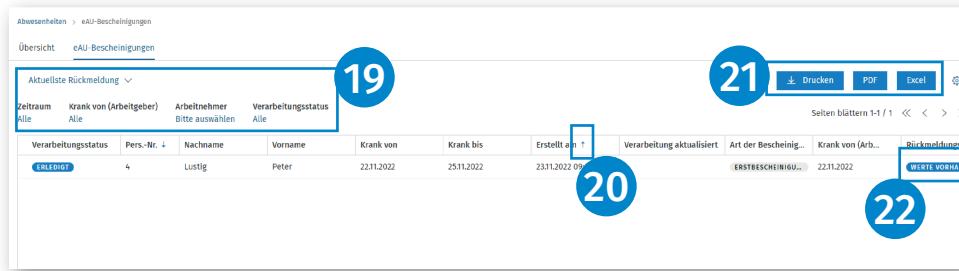 Abwesenheiten > eAU-Bescheinigungen
Übersicht eAU-Bescheinigungen
Aktuellste Rückmeldung
19
21
Drucken PDF Excel
Zeitraum Krank von (Arbeitgeber) Arbeitnehmer Verarbeitungsstatus
Alle Alle Bitte auswählen Alle
Seiten blättern 1-1 / 1
Verarbeitungsstatus Pers.-Nr. ↓ Nachname Vorname Krank von Krank bis Erstellt am ↑ Verarbeitung aktualisiert Art der Bescheinig... Krank von (Arb... Rückmeldungs
ERLEDIGT 4 Lustig Peter 22.11.2022 25.11.2022 23.11.2022 ERSTBESCHEINIGU... 22.11.2022 WERTE VORHA
20
22